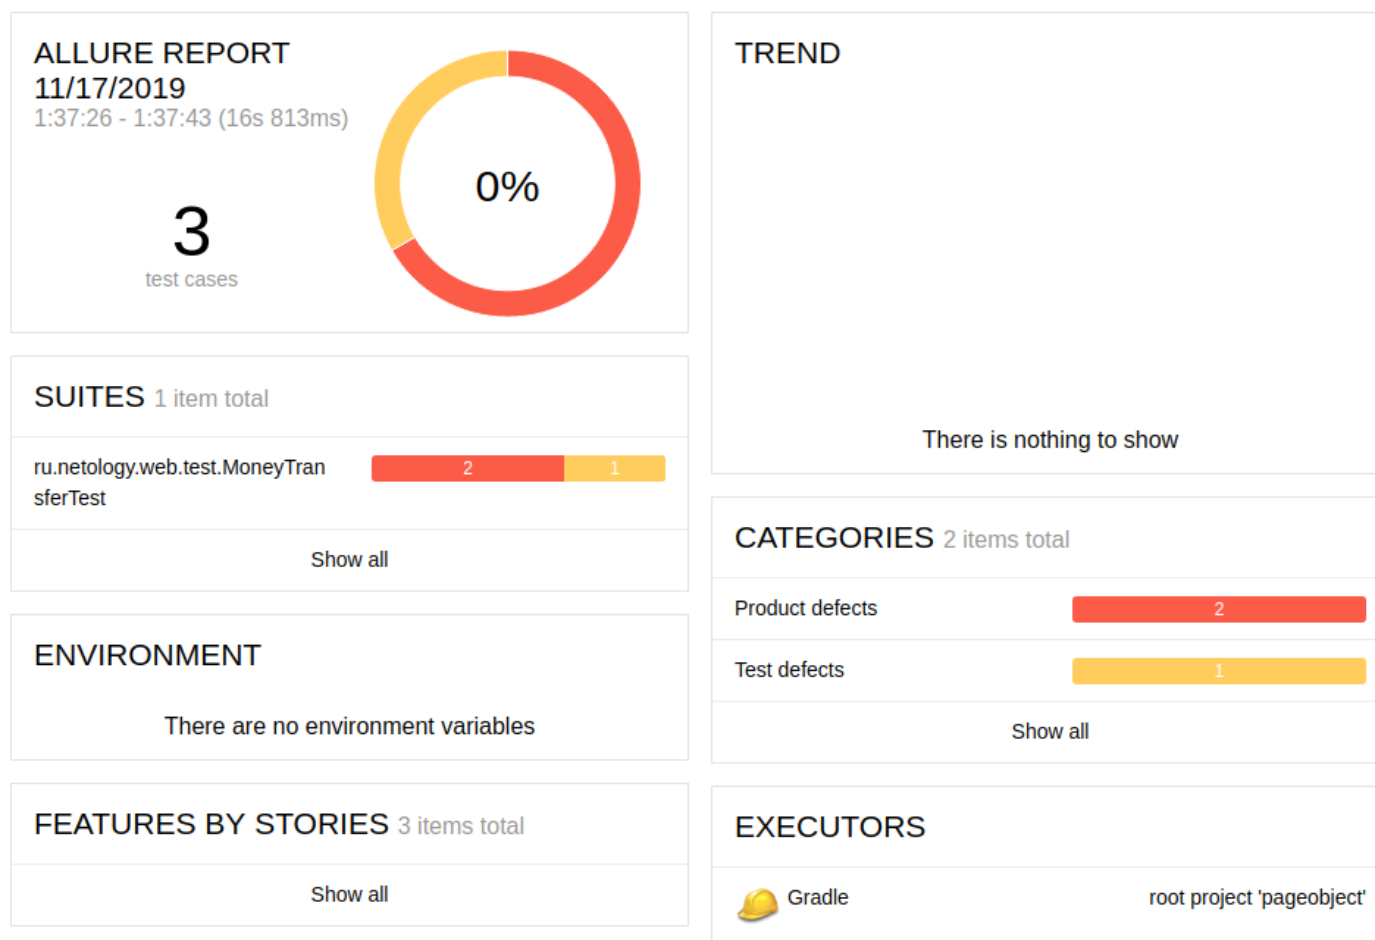 ALLURE REPORT
11/17/2019
1:37:26 - 1:37:43 (16s 813ms)
3
test cases
0%
SUITES 1 item total
ru.netology.web.test.MoneyTran
sferTest
2 1
Show all
ENVIRONMENT
There are no environment variables
FEATURES BY STORIES 3 items total
Show all
TREND
There is nothing to show
CATEGORIES 2 items total
Product defects 2
Test defects 1
Show all
EXECUTORS
Gradle root project 'pageobject'